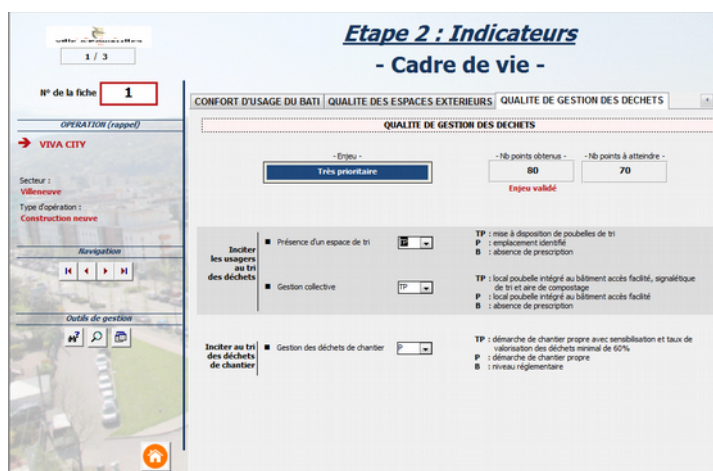 1 / 3
N° de la fiche 1
OPERATION (rappel)
VIVA CITY
Secteur :
Villeneuve
Type d'opération :
Construction neuve
Navigation
Outils de gestion
Etape 2 : Indicateurs
- Cadre de vie -
CONFORT D'USAGE DU BATI QUALITE DES ESPACES EXTERIEURS QUALITE DE GESTION DES DECHETS
QUALITE DE GESTION DES DECHETS
- Enjeu -
Très prioritaire
- Nb points obtenus - - Nb points à atteindre -
80 70
Enjeu validé
Inciter
les usagers
au tri
des déchets
Présence d'un espace de tri TP
TP : mise à disposition de poubelles de tri
P : emplacement identifié
B : absence de prescription
Gestion collective TP
TP : local poubelle intégré au bâtiment accès facilité, signalétique
de tri et aire de compostage
P : local poubelle intégré au bâtiment accès facilité
B : absence de prescription
Inciter au tri
des déchets
de chantier
Gestion des déchets de chantier P
TP : démarche de chantier propre avec sensibilisation et taux de
valorisation des déchets minimal de 60%
P : démarche de chantier propre
B : niveau réglementaire